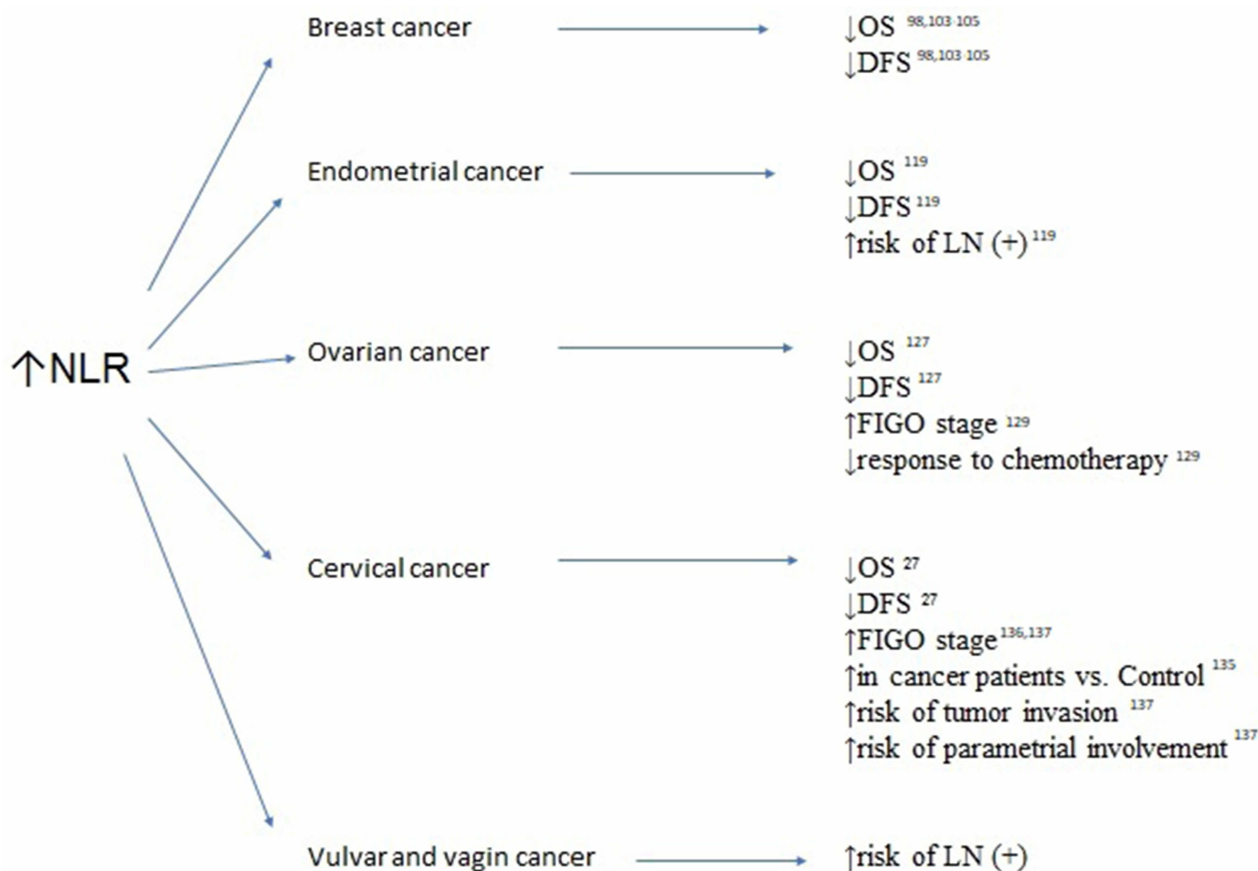 Breast cancer
↓OS 98,103-105
↓DFS 98,103-105
Endometrial cancer
↓OS 119
↓DFS 119
↑risk of LN (+) 119
↑NLR
Ovarian cancer
↓OS 127
↓DFS 127
↑FIGO stage 129
↓response to chemotherapy 129
Cervical cancer
↓OS 27
↓DFS 27
↑FIGO stage 136,137
↑in cancer patients vs. Control 135
↑risk of tumor invasion 137
↑risk of parametrial involvement 137
Vulvar and vagin cancer
↑risk of LN (+)